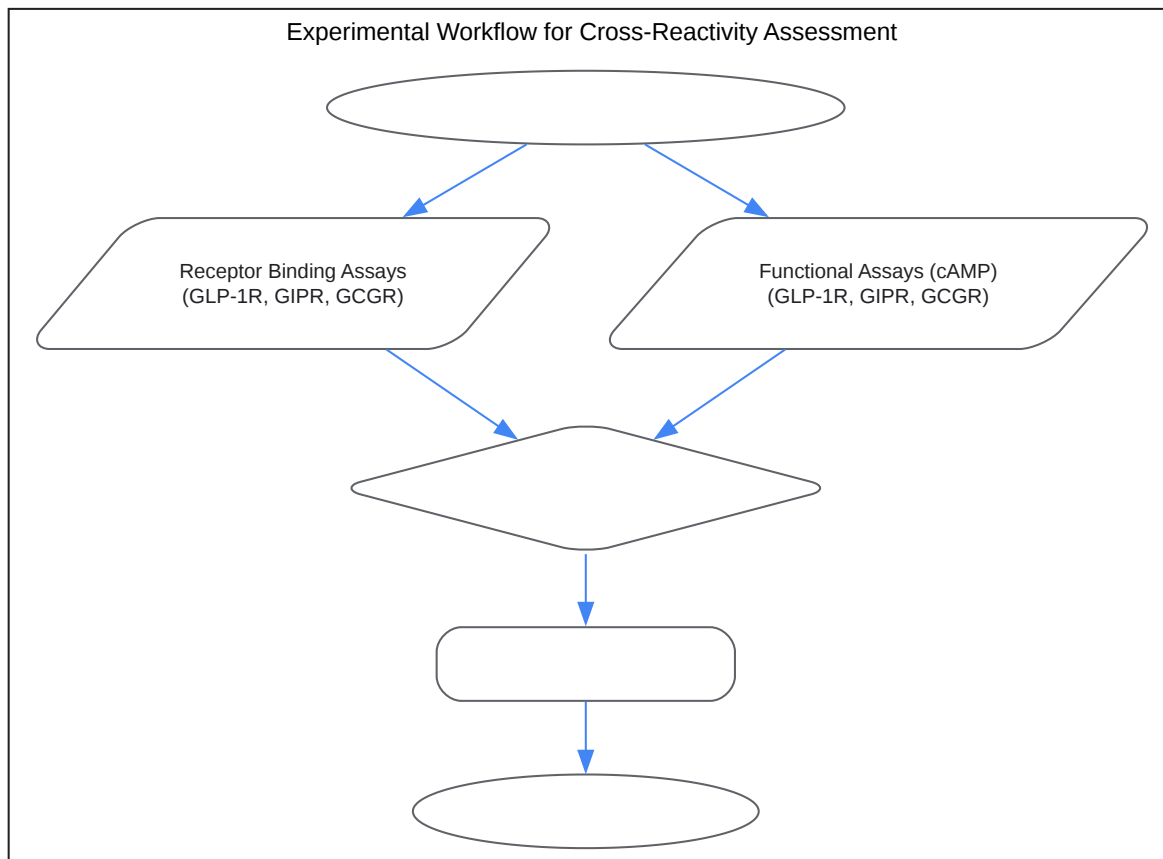 Experimental Workflow for Cross-Reactivity Assessment
Receptor Binding Assays
(GLP-1R, GIPR, GCGR)
Functional Assays (cAMP)
(GLP-1R, GIPR, GCGR)